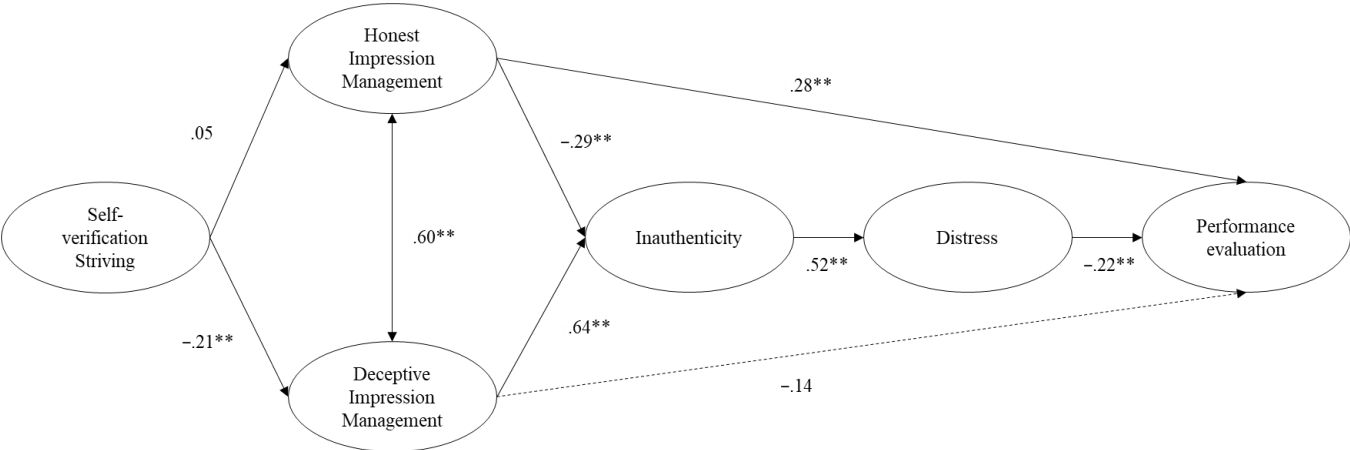 Honest
Impression
Management
.28**
.05
−.29**
Self-
verification
Striving
.60**
Inauthenticity
.52**
Distress
−.22**
Performance
evaluation
−.21**
.64**
Deceptive
Impression
Management
−.14